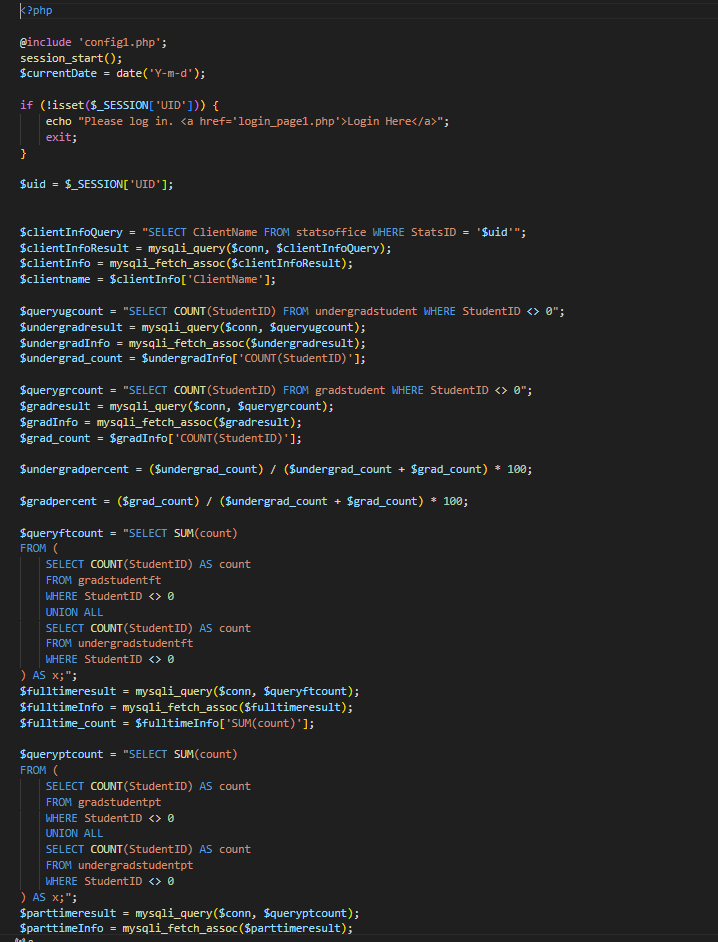 <?php
@include 'config1.php';
session_start();
$currentDate = date('Y-m-d');
if (!isset($_SESSION['UID'])) {
echo "Please log in. <a href='login_page1.php'>Login Here</a>";
exit;
}
$uid = $_SESSION['UID'];
$clientInfoQuery = "SELECT ClientName FROM statsoffice WHERE StatsID = '$uid'";
$clientInfoResult = mysqli_query($conn, $clientInfoQuery);
$clientInfo = mysqli_fetch_assoc($clientInfoResult);
$clientname = $clientInfo['ClientName'];
$queryugcount = "SELECT COUNT(StudentID) FROM undergradstudent WHERE StudentID <> 0";
$undergradresult = mysqli_query($conn, $queryugcount);
$undergradInfo = mysqli_fetch_assoc($undergradresult);
$undergrad_count = $undergradInfo['COUNT(StudentID)'];
$querygrcount = "SELECT COUNT(StudentID) FROM gradstudent WHERE StudentID <> 0";
$gradresult = mysqli_query($conn, $querygrcount);
$gradInfo = mysqli_fetch_assoc($gradresult);
$grad_count = $gradInfo['COUNT(StudentID)'];
$undergradpercent = ($undergrad_count) / ($undergrad_count + $grad_count) * 100;
$gradpercent = ($grad_count) / ($undergrad_count + $grad_count) * 100;
$queryftcount = "SELECT SUM(count)
FROM (
SELECT COUNT(StudentID) AS count
FROM gradstudentft
WHERE StudentID <> 0
UNION ALL
SELECT COUNT(StudentID) AS count
FROM undergradstudentft
WHERE StudentID <> 0
) AS x;";
$fulltimeresult = mysqli_query($conn, $queryftcount);
$fulltimeInfo = mysqli_fetch_assoc($fulltimeresult);
$fulltime_count = $fulltimeInfo['SUM(count)'];
$queryptcount = "SELECT SUM(count)
FROM (
SELECT COUNT(StudentID) AS count
FROM gradstudentpt
WHERE StudentID <> 0
UNION ALL
SELECT COUNT(StudentID) AS count
FROM undergradstudentpt
WHERE StudentID <> 0
) AS x;";
$parttimeresult = mysqli_query($conn, $queryptcount);
$parttimeInfo = mysqli_fetch_assoc($parttimeresult);